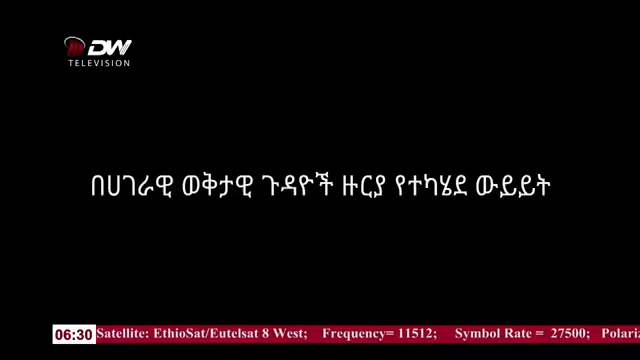 DW
TELEVISION
በሀገራዊ ወቅታዊ ጉዳዮች ዙርያ የተካሄደ ውይይት
06:30 Satellite: EthioSat/Eutelsat 8 West; Frequency= 11512; Symbol Rate = 27500; Polariz